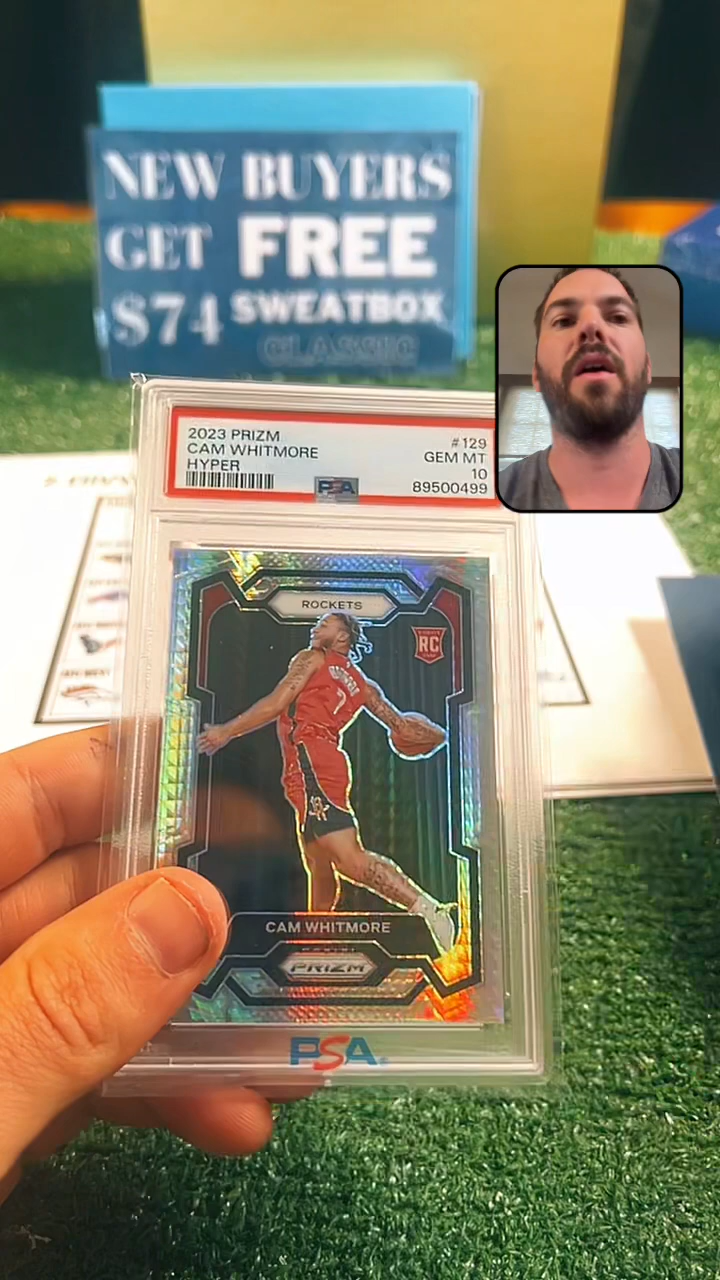 NEW BUYERS
GET FREE
$74 SWEATBOX
CLASSIC
2023 PRIZM #129
CAM WHITMORE GEM MT
HYPER 10
PSA 89500499
ROCKETS
RC
7
CAM WHITMORE
PRIZM
PSA